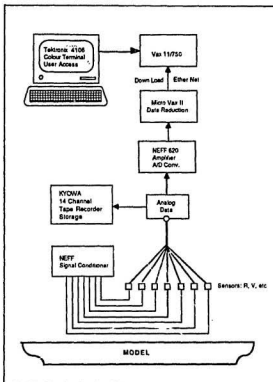 Tektronix 4106
Colour Terminal
User Access
Vax 11/750
Down Load
Ether Net
Micro Vax II
Data Reduction
NEFF 620
Amplifier
A/D Conv.
KYOWA
14 Channel
Tape Recorder
Storage
Analog
Data
NEFF
Signal Conditioner
Sensors: R, V, etc
MODEL